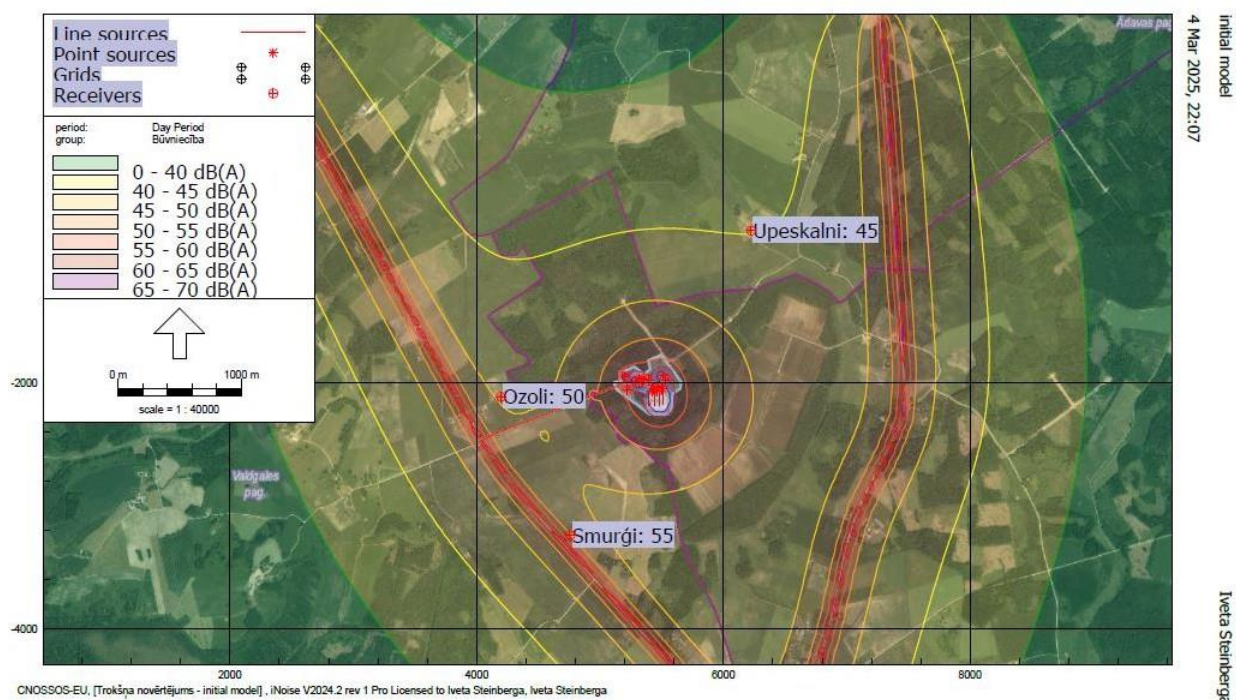 Line sources
Point sources
Grids
Receivers
period: Day Period
group: Būvniecība
0 - 40 dB(A)
40 - 45 dB(A)
45 - 50 dB(A)
50 - 55 dB(A)
55 - 60 dB(A)
60 - 65 dB(A)
65 - 70 dB(A)
0 m 1000 m
scale = 1 : 40000
initial model
4 Mar 2025, 22:07
Upeskalni: 45
Ozoli: 50
Smurģi: 55
Valdgales
pag.
-2000
-4000
2000 4000 6000 8000
Iveta Steinberga
CNOSSOS-EU, [Trokšņa novērtējums - initial model] , iNoise V2024.2 rev 1 Pro Licensed to Iveta Steinberga, Iveta Steinberga